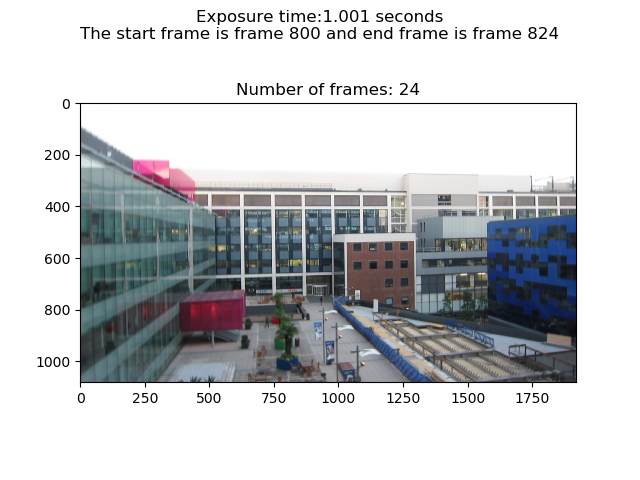 Exposure time:1.001 seconds
The start frame is frame 800 and end frame is frame 824
Number of frames: 24
0
200
400
600
800
1000
0 250 500 750 1000 1250 1500 1750